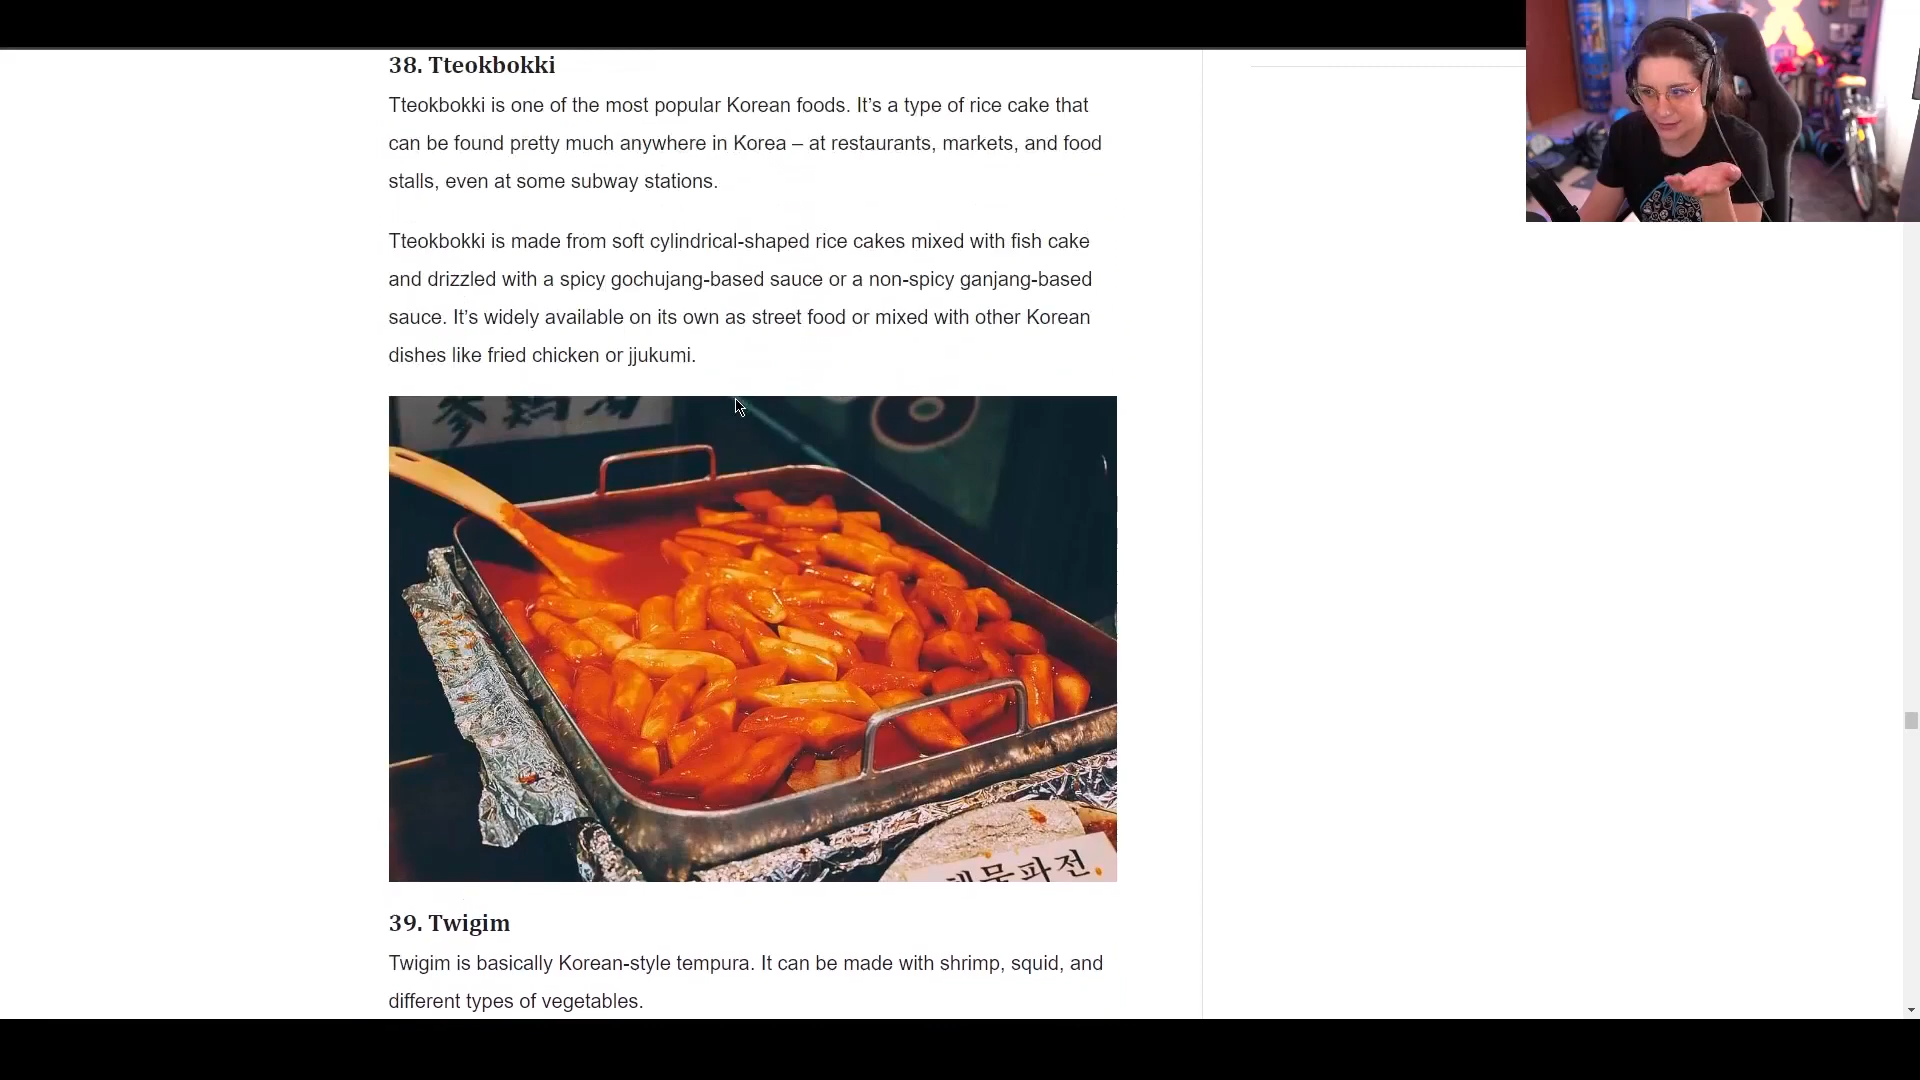 38. Tteokbokki
Tteokbokki is one of the most popular Korean foods. It’s a type of rice cake that
can be found pretty much anywhere in Korea – at restaurants, markets, and food
stalls, even at some subway stations.
Tteokbokki is made from soft cylindrical-shaped rice cakes mixed with fish cake
and drizzled with a spicy gochujang-based sauce or a non-spicy ganjang-based
sauce. It’s widely available on its own as street food or mixed with other Korean
dishes like fried chicken or jjukumi.
해물파전
39. Twigim
Twigim is basically Korean-style tempura. It can be made with shrimp, squid, and
different types of vegetables.